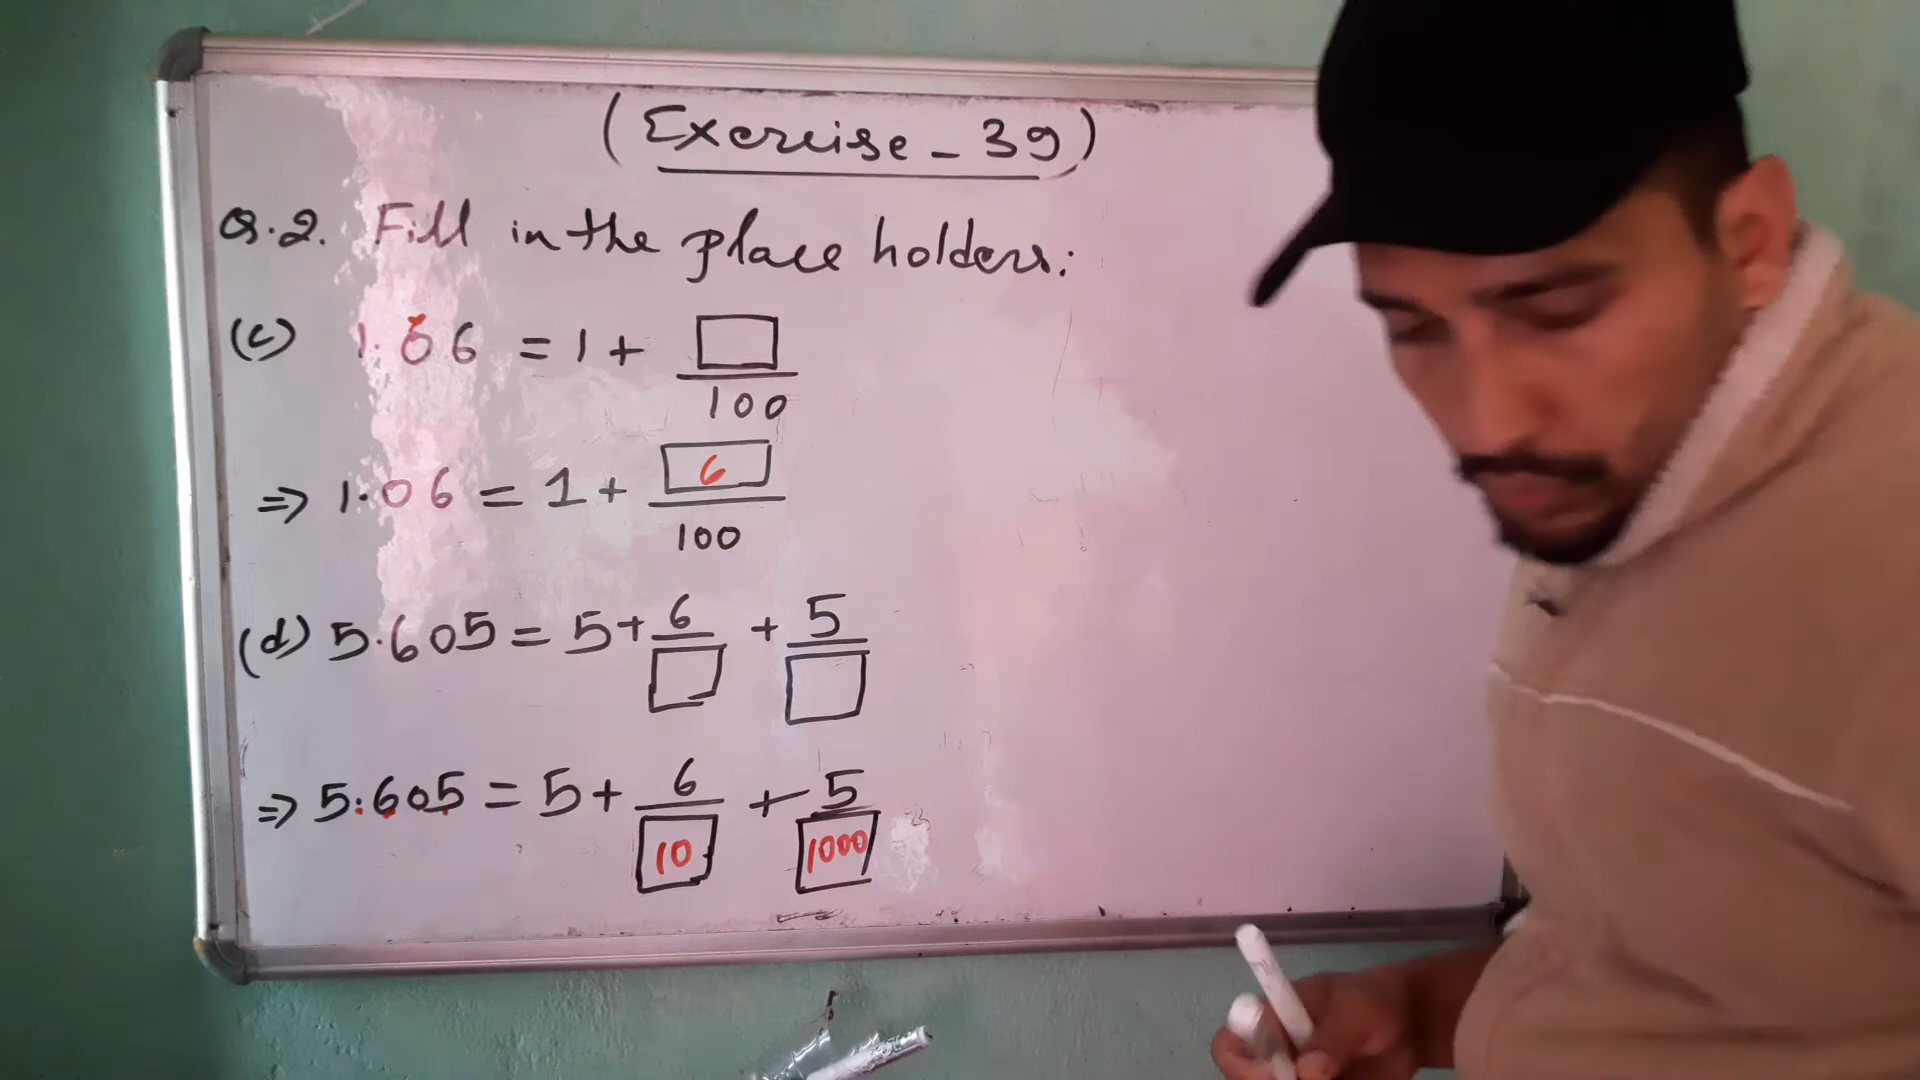 (Exercise - 39)
Q.2. Fill in the place holders:
(c) 1.06 = 1 + □/100
⇒ 1.06 = 1 + 6/100
(d) 5.605 = 5 + 6/□ + 5/□
⇒ 5.605 = 5 + 6/10 + 5/1000